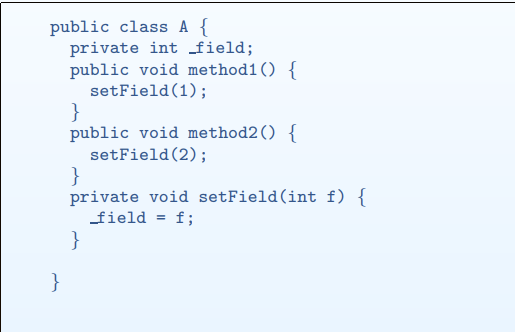 public class A {
private int _field;
public void method1() {
setField(1);
}
public void method2() {
setField(2);
}
private void setField(int f) {
_field = f;
}
}